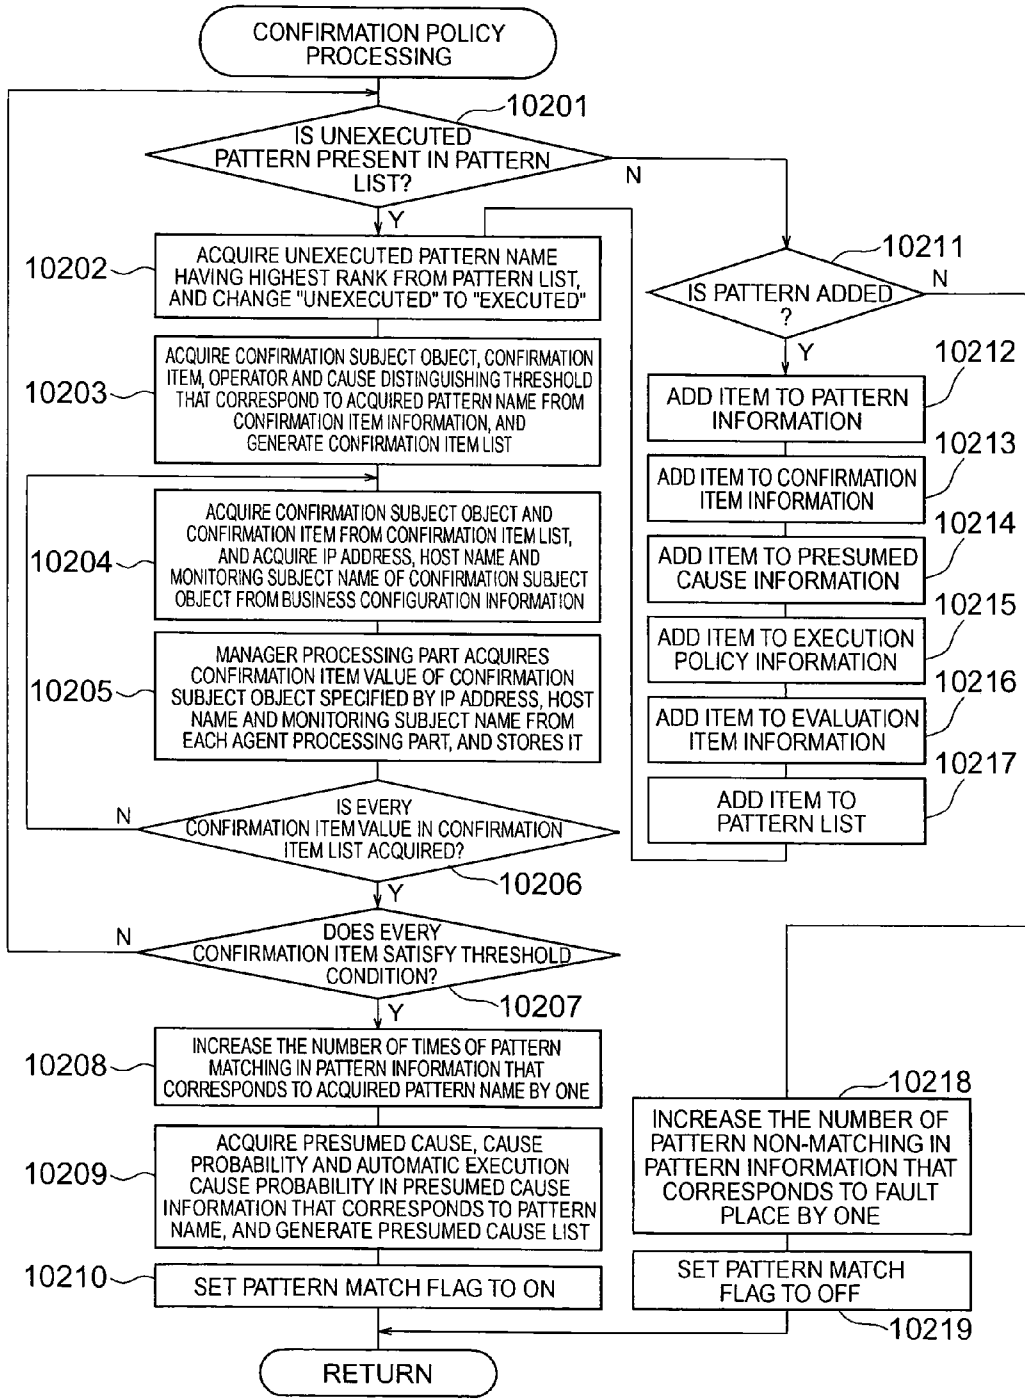 CONFIRMATION POLICY
PROCESSING
10201
IS UNEXECUTED
PATTERN PRESENT IN PATTERN
LIST?
N
Y
10202
ACQUIRE UNEXECUTED PATTERN NAME
HAVING HIGHEST RANK FROM PATTERN LIST,
AND CHANGE "UNEXECUTED" TO "EXECUTED"
10203
ACQUIRE CONFIRMATION SUBJECT OBJECT, CONFIRMATION
ITEM, OPERATOR AND CAUSE DISTINGUISHING THRESHOLD
THAT CORRESPOND TO ACQUIRED PATTERN NAME FROM
CONFIRMATION ITEM INFORMATION, AND
GENERATE CONFIRMATION ITEM LIST
10204
ACQUIRE CONFIRMATION SUBJECT OBJECT AND
CONFIRMATION ITEM FROM CONFIRMATION ITEM LIST,
AND ACQUIRE IP ADDRESS, HOST NAME AND
MONITORING SUBJECT NAME OF CONFIRMATION SUBJECT
OBJECT FROM BUSINESS CONFIGURATION INFORMATION
10205
MANAGER PROCESSING PART ACQUIRES
CONFIRMATION ITEM VALUE OF CONFIRMATION
SUBJECT OBJECT SPECIFIED BY IP ADDRESS, HOST
NAME AND MONITORING SUBJECT NAME FROM
EACH AGENT PROCESSING PART, AND STORES IT
N
IS EVERY
CONFIRMATION ITEM VALUE IN CONFIRMATION
ITEM LIST ACQUIRED?
10206
Y
N
DOES EVERY
CONFIRMATION ITEM SATISFY THRESHOLD
CONDITION?
10207
Y
10208
INCREASE THE NUMBER OF TIMES OF PATTERN
MATCHING IN PATTERN INFORMATION THAT
CORRESPONDS TO ACQUIRED PATTERN NAME BY ONE
10209
ACQUIRE PRESUMED CAUSE, CAUSE
PROBABILITY AND AUTOMATIC EXECUTION
CAUSE PROBABILITY IN PRESUMED CAUSE
INFORMATION THAT CORRESPONDS TO PATTERN
NAME, AND GENERATE PRESUMED CAUSE LIST
10210
SET PATTERN MATCH FLAG TO ON
RETURN
10211
IS PATTERN ADDED
?
N
Y
10212
ADD ITEM TO PATTERN
INFORMATION
10213
ADD ITEM TO CONFIRMATION
ITEM INFORMATION
10214
ADD ITEM TO PRESUMED
CAUSE INFORMATION
10215
ADD ITEM TO EXECUTION
POLICY INFORMATION
10216
ADD ITEM TO EVALUATION
ITEM INFORMATION
10217
ADD ITEM TO
PATTERN LIST
10218
INCREASE THE NUMBER OF
PATTERN NON-MATCHING IN
PATTERN INFORMATION THAT
CORRESPONDS TO FAULT
PLACE BY ONE
SET PATTERN MATCH
FLAG TO OFF
10219